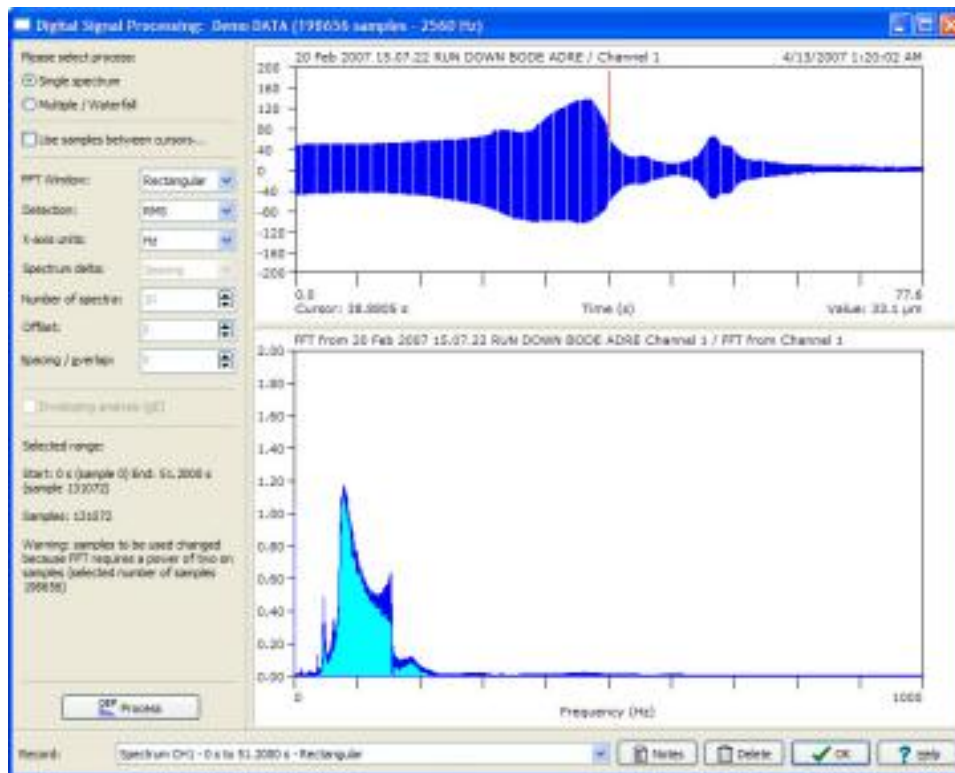 Digital Signal Processing: Demo DATA (198656 samples - 2560 Hz)
Please select process:
Single spectrum
Multiple / Waterfall
Use samples between cursors...
FFT Window:
Rectangular
Detection:
RMS
X-axis units:
Hz
Spectrum delta:
Spacing
Number of spectra:
Offset:
Spacing / overlap:
Enveloping analysis (gE)
Selected range:
Start: 0 s (sample 0) End: 51.2000 s
(sample 131072)
Samples: 131072
Warning: samples to be used changed
because FFT requires a power of two on
samples (selected number of samples
198656)
Process
20 Feb 2007 15.07.22 RUN DOWN BODE ADRE / Channel 1
4/13/2007 1:20:02 AM
200
160
120
80
40
0
-40
-80
-120
-160
-200
0.0
77.6
Cursor: 38.8805 s
Time (s)
Value: 33.1 µm
FFT from 20 Feb 2007 15.07.22 RUN DOWN BODE ADRE Channel 1 / FFT from Channel 1
2.00
1.80
1.60
1.40
1.20
1.00
0.80
0.60
0.40
0.20
0.00
0
1000
Frequency (Hz)
Record:
Spectrum CH1 - 0 s to 51.2000 s - Rectangular
Notes
Delete
OK
Help